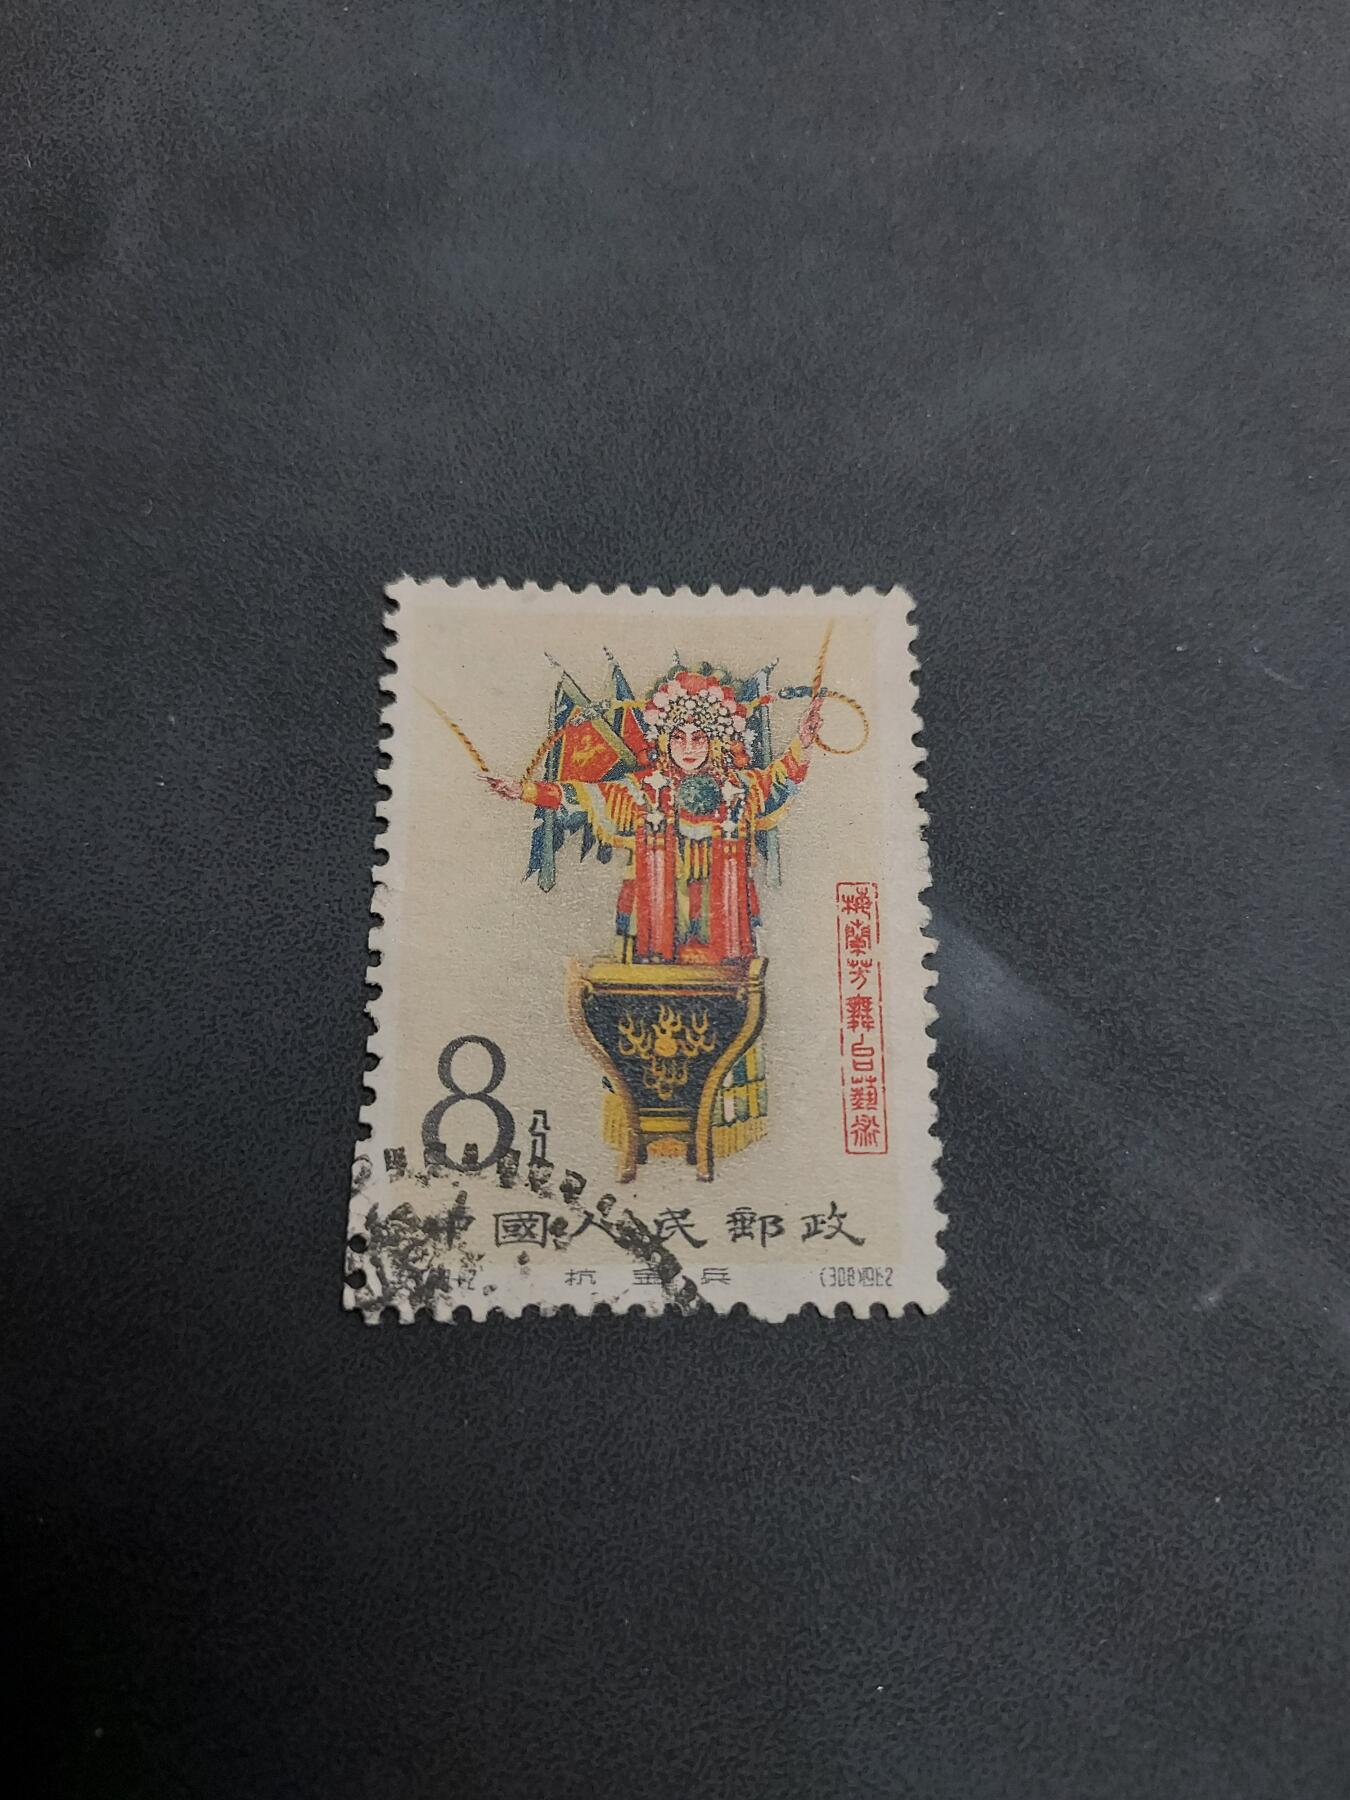 梅蘭芳舞台藝術
8分
中國人民郵政
抗金兵
(308)1962